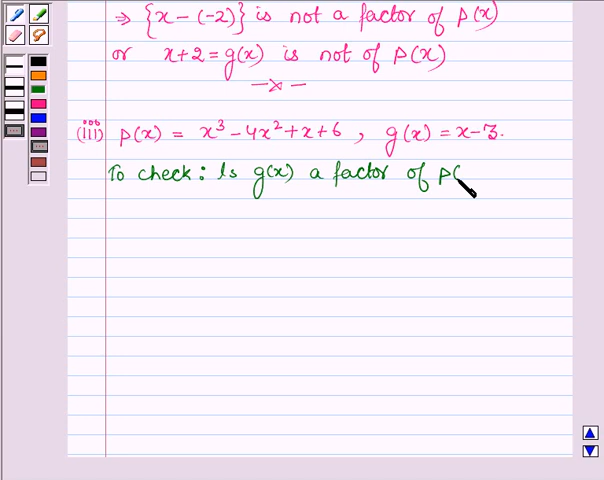 ⇒ {x - (-2)} is not a factor of p(x)
or x+2 = g(x) is not of p(x)
—x—
(iii) p(x) = x³ - 4x² + x + 6 , g(x) = x - 3.
To check : Is g(x) a factor of p(